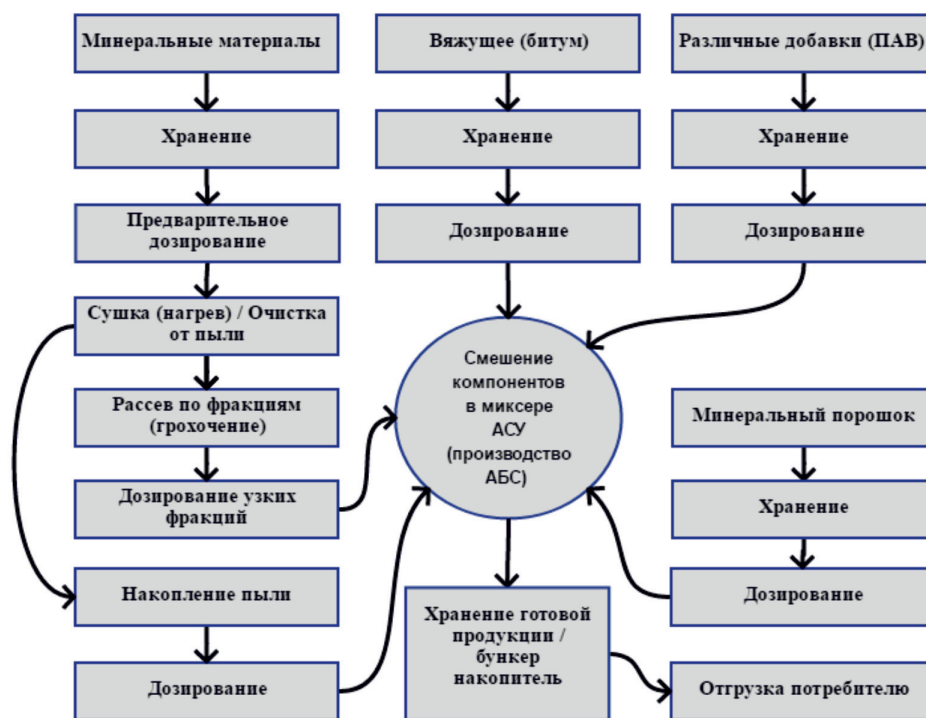 Минеральные материалы
Хранение
Предварительное
дозирование
Сушка (нагрев) / Очистка
от пыли
Рассев по фракциям
(грохочение)
Дозирование узких
фракций
Накопление пыли
Дозирование
Вяжущее (битум)
Хранение
Дозирование
Смешение
компонентов
в миксере
АСУ
(производство
АБС)
Хранение готовой
продукции /
бункер
накопитель
Различные добавки (ПАВ)
Хранение
Дозирование
Минеральный порошок
Хранение
Дозирование
Отгрузка потребителю